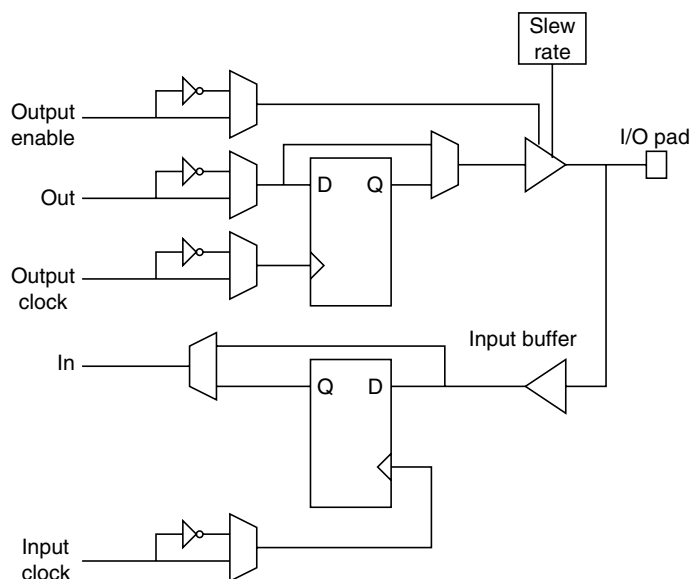 Slew
rate
I/O pad
Output
enable
D
Q
Out
Output
clock
Input buffer
In
Q
D
Input
clock